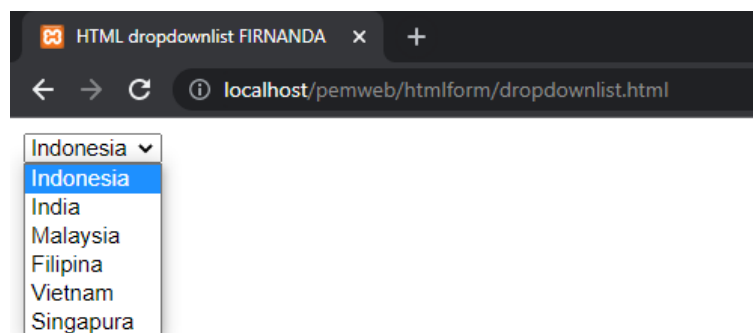 HTML dropdownlist FIRNANDA
localhost/pemweb/htmlform/dropdownlist.html
Indonesia
Indonesia
India
Malaysia
Filipina
Vietnam
Singapura